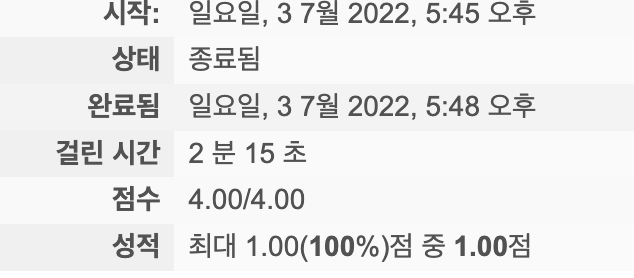 시작: 일요일, 3 7월 2022, 5:45 오후
상태 종료됨
완료됨 일요일, 3 7월 2022, 5:48 오후
걸린 시간 2 분 15 초
점수 4.00/4.00
성적 최대 1.00(100%)점 중 1.00점